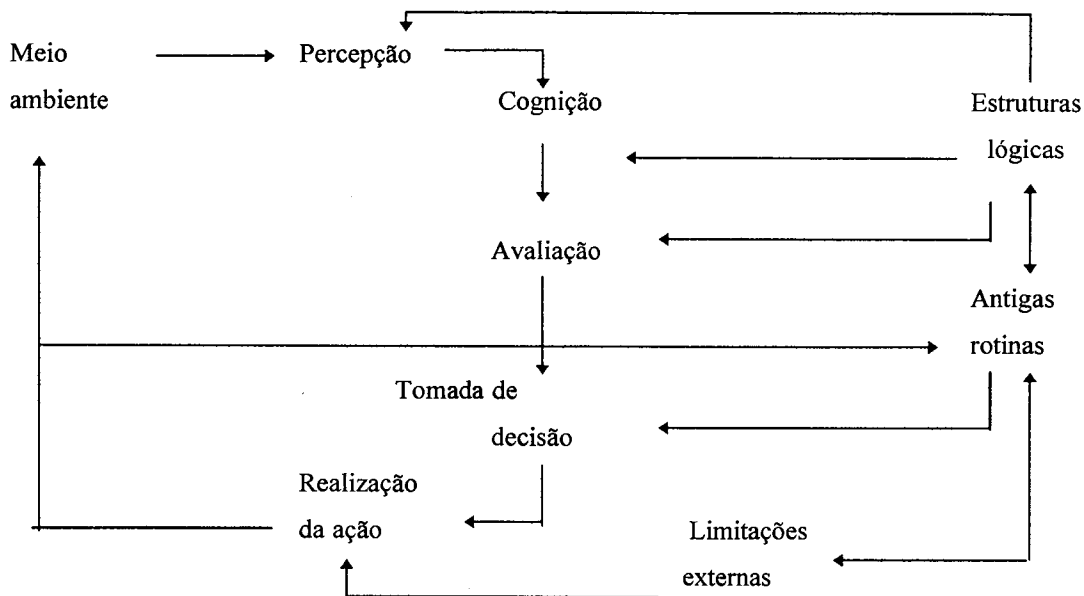 Meio
ambiente
Percepção
Cognição
Estruturas
lógicas
Avaliação
Antigas
rotinas
Tomada de
decisão
Realização
da ação
Limitações
externas